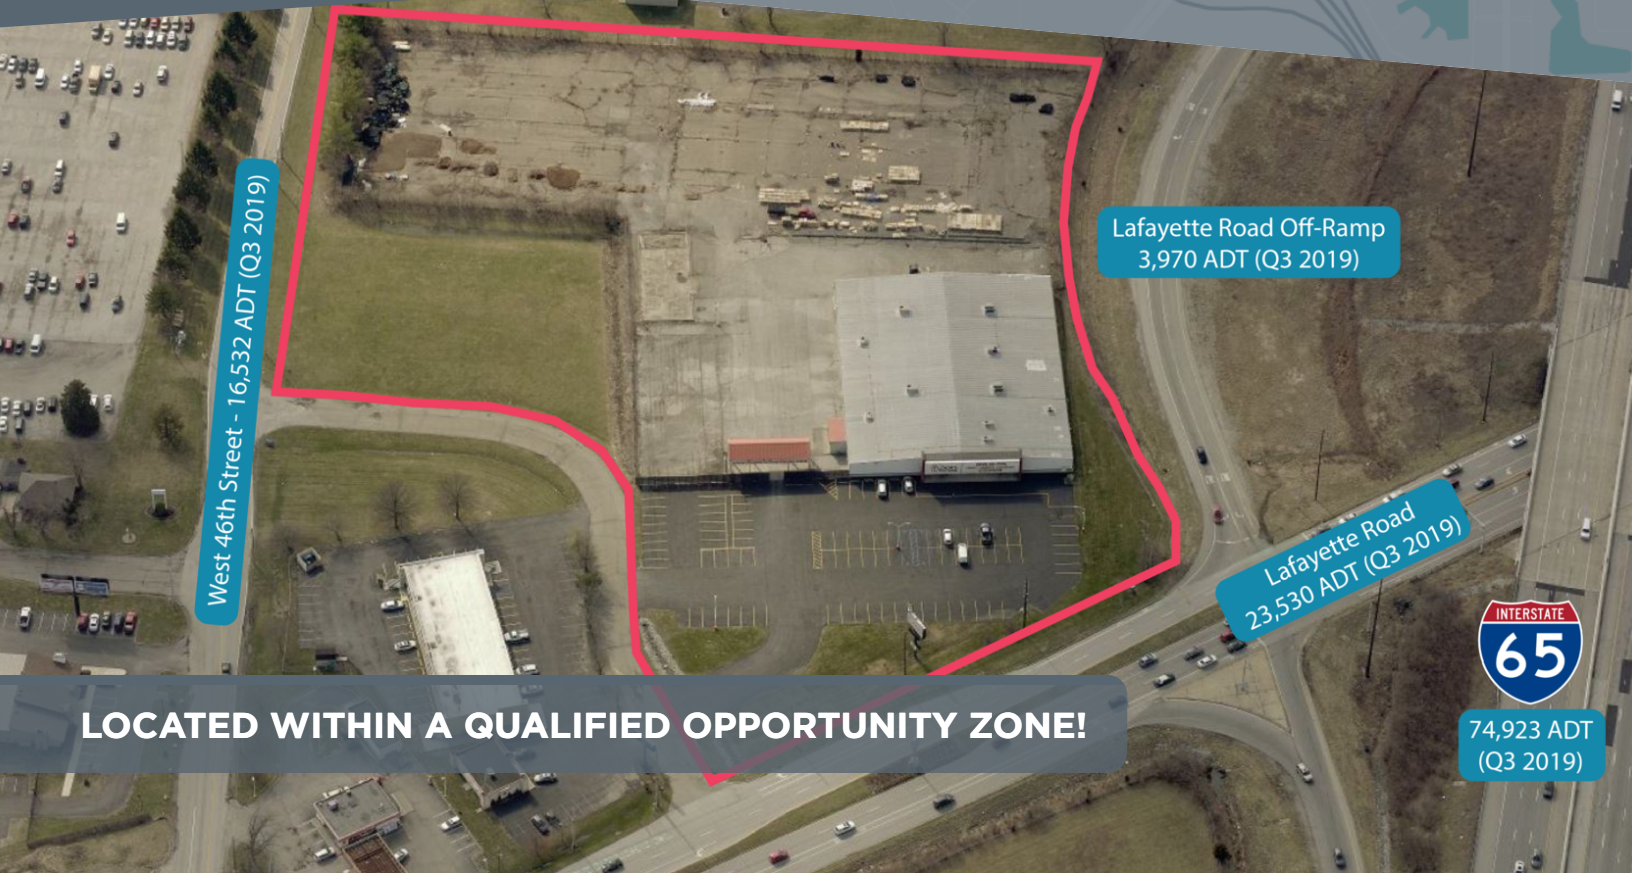 West 46th Street - 16,532 ADT (Q3 2019)
Lafayette Road Off-Ramp
3,970 ADT (Q3 2019)
Lafayette Road
23,530 ADT (Q3 2019)
INTERSTATE
65
74,923 ADT
(Q3 2019)
LOCATED WITHIN A QUALIFIED OPPORTUNITY ZONE!